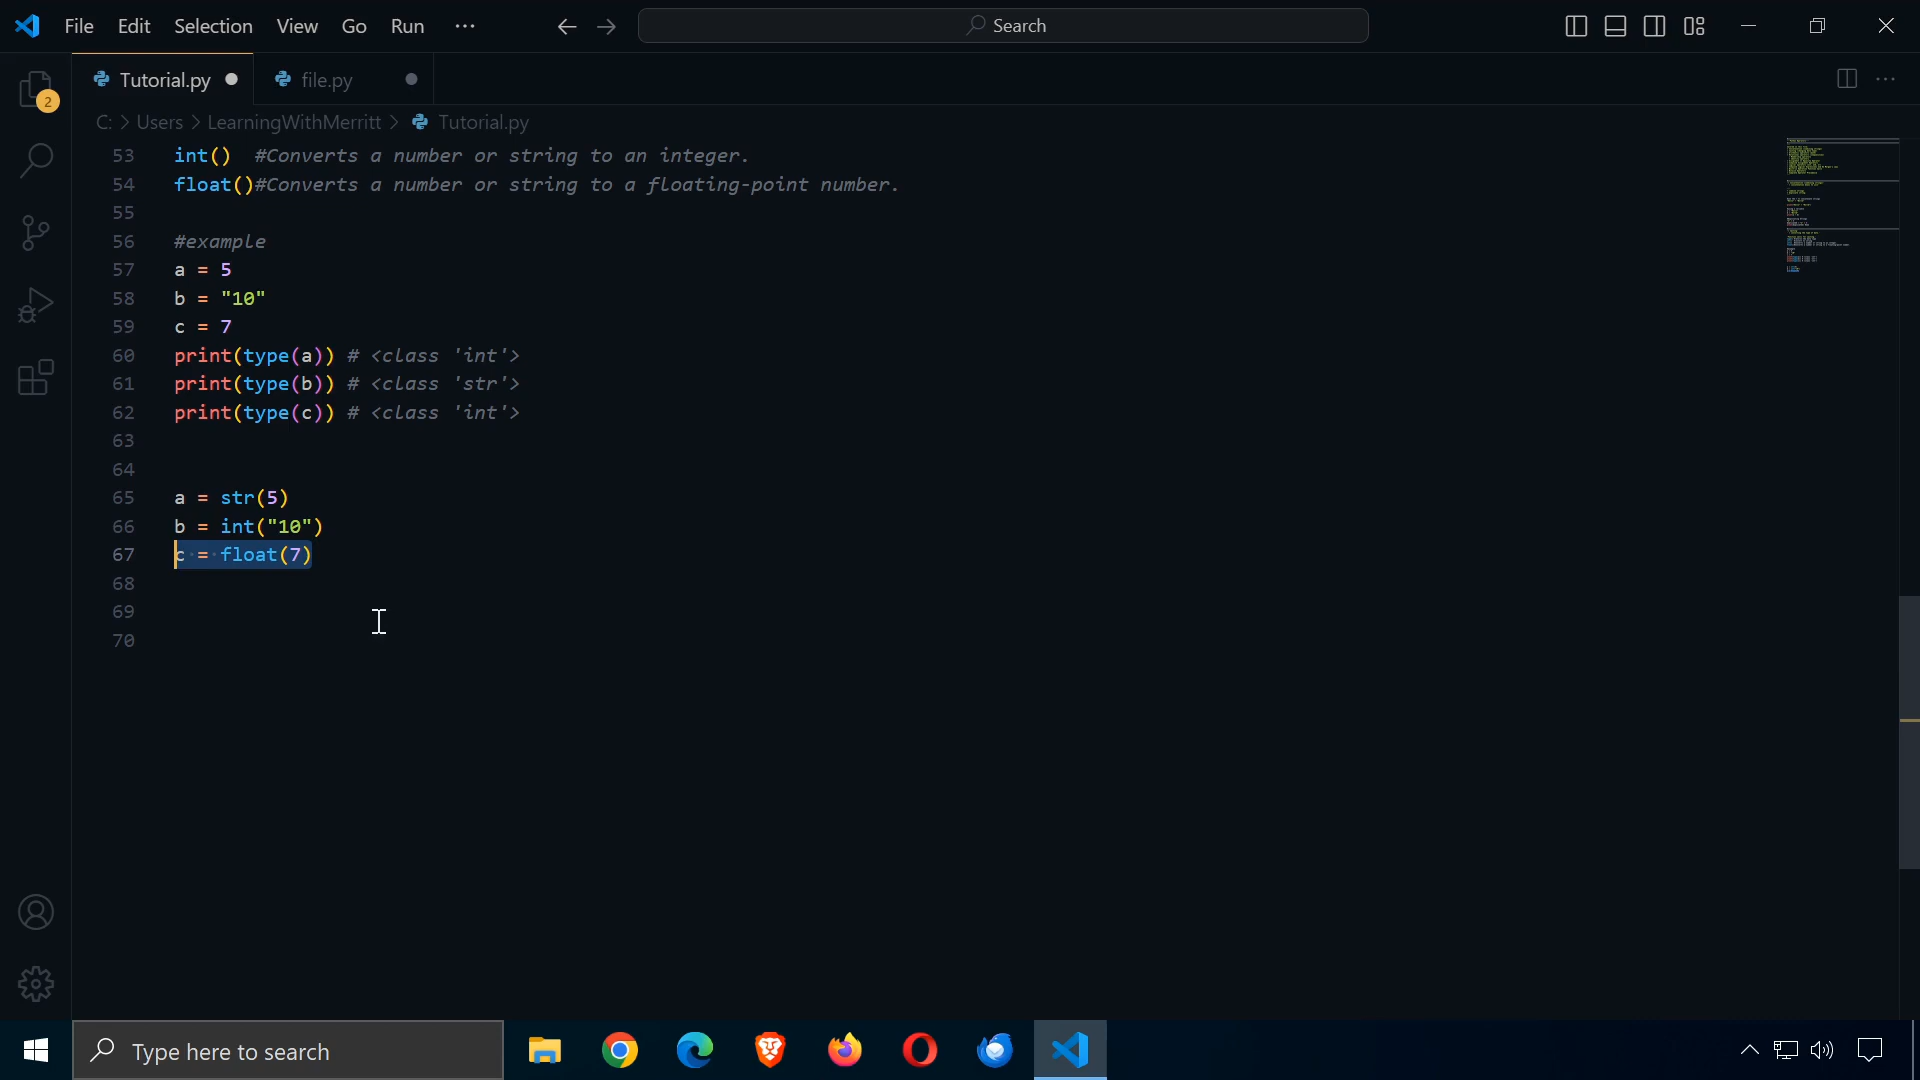 File Edit Selection View Go Run ···
Search
Tutorial.py
file.py
2
C: > Users > LearningWithMerritt > Tutorial.py
53 int()  #Converts a number or string to an integer.
54 float()#Converts a number or string to a floating-point number.
55
56 #example
57 a = 5
58 b = "10"
59 c = 7
60 print(type(a)) # <class 'int'>
61 print(type(b)) # <class 'str'>
62 print(type(c)) # <class 'int'>
63
64
65 a = str(5)
66 b = int("10")
67 c = float(7)
68
69
70
Type here to search